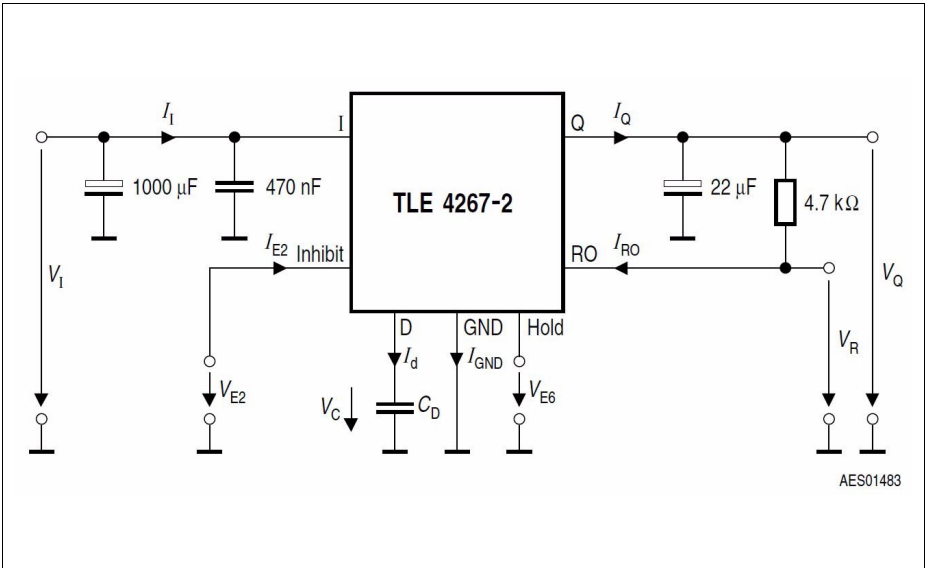 I_I
I
Q
I_Q
1000 µF
470 nF
TLE 4267-2
22 µF
4.7 kΩ
I_E2
Inhibit
RO
I_RO
V_I
V_Q
D
GND
Hold
I_d
I_GND
V_R
V_E2
V_C
C_D
V_E6
AES01483